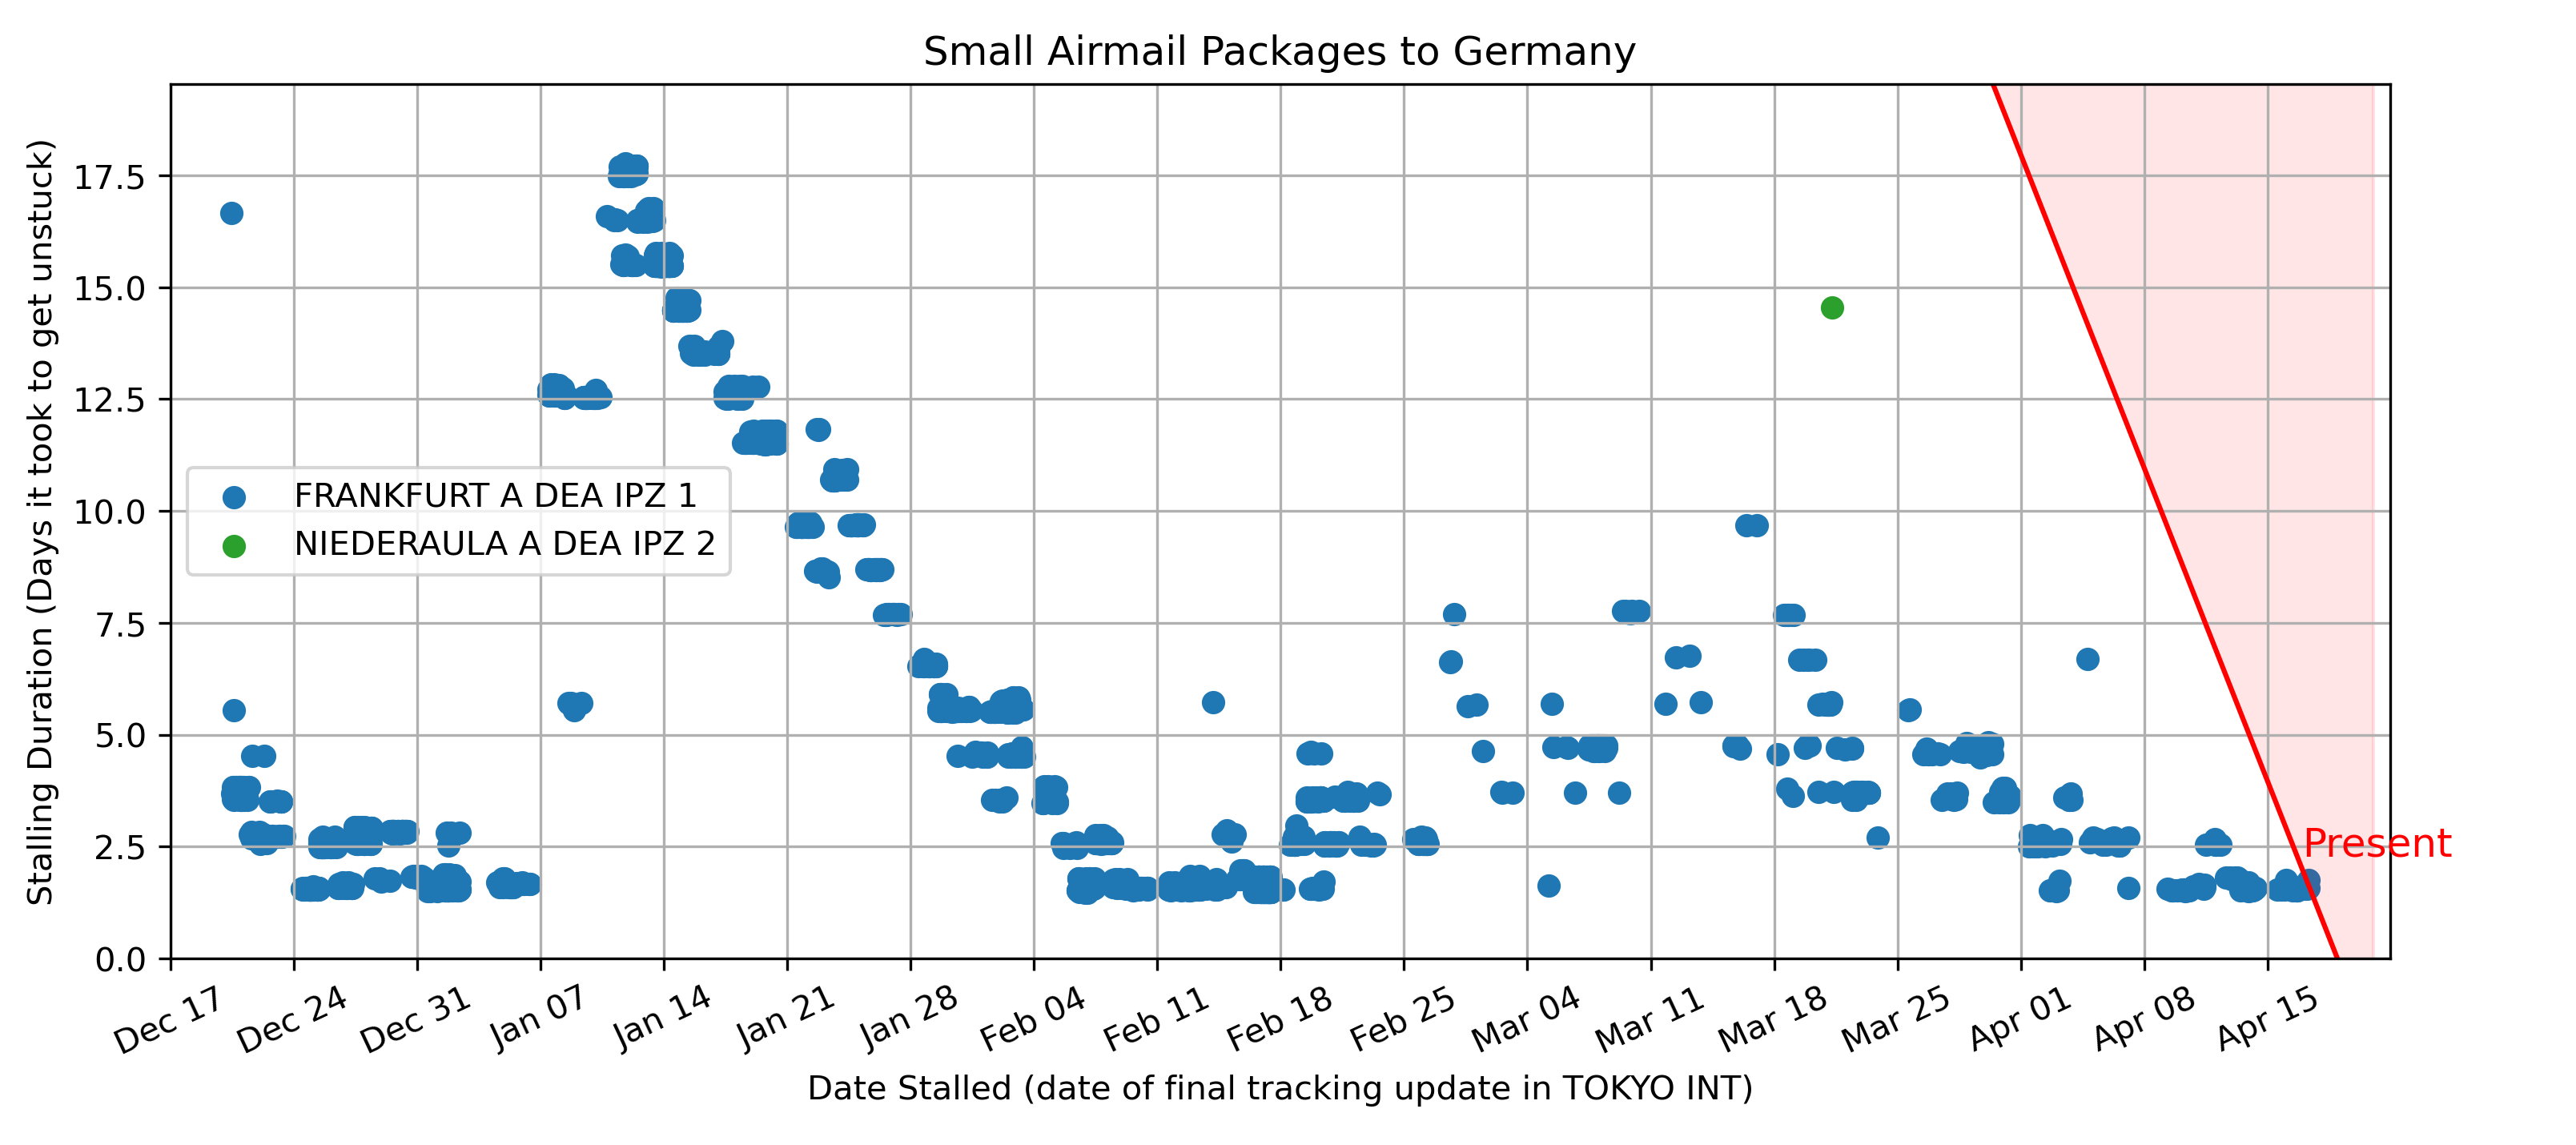 Small Airmail Packages to Germany
Stalling Duration (Days it took to get unstuck)
17.5
15.0
12.5
10.0
7.5
5.0
2.5
0.0
FRANKFURT A DEA IPZ 1
NIEDERAULA A DEA IPZ 2
Present
Dec 17
Dec 24
Dec 31
Jan 07
Jan 14
Jan 21
Jan 28
Feb 04
Feb 11
Feb 18
Feb 25
Mar 04
Mar 11
Mar 18
Mar 25
Apr 01
Apr 08
Apr 15
Date Stalled (date of final tracking update in TOKYO INT)